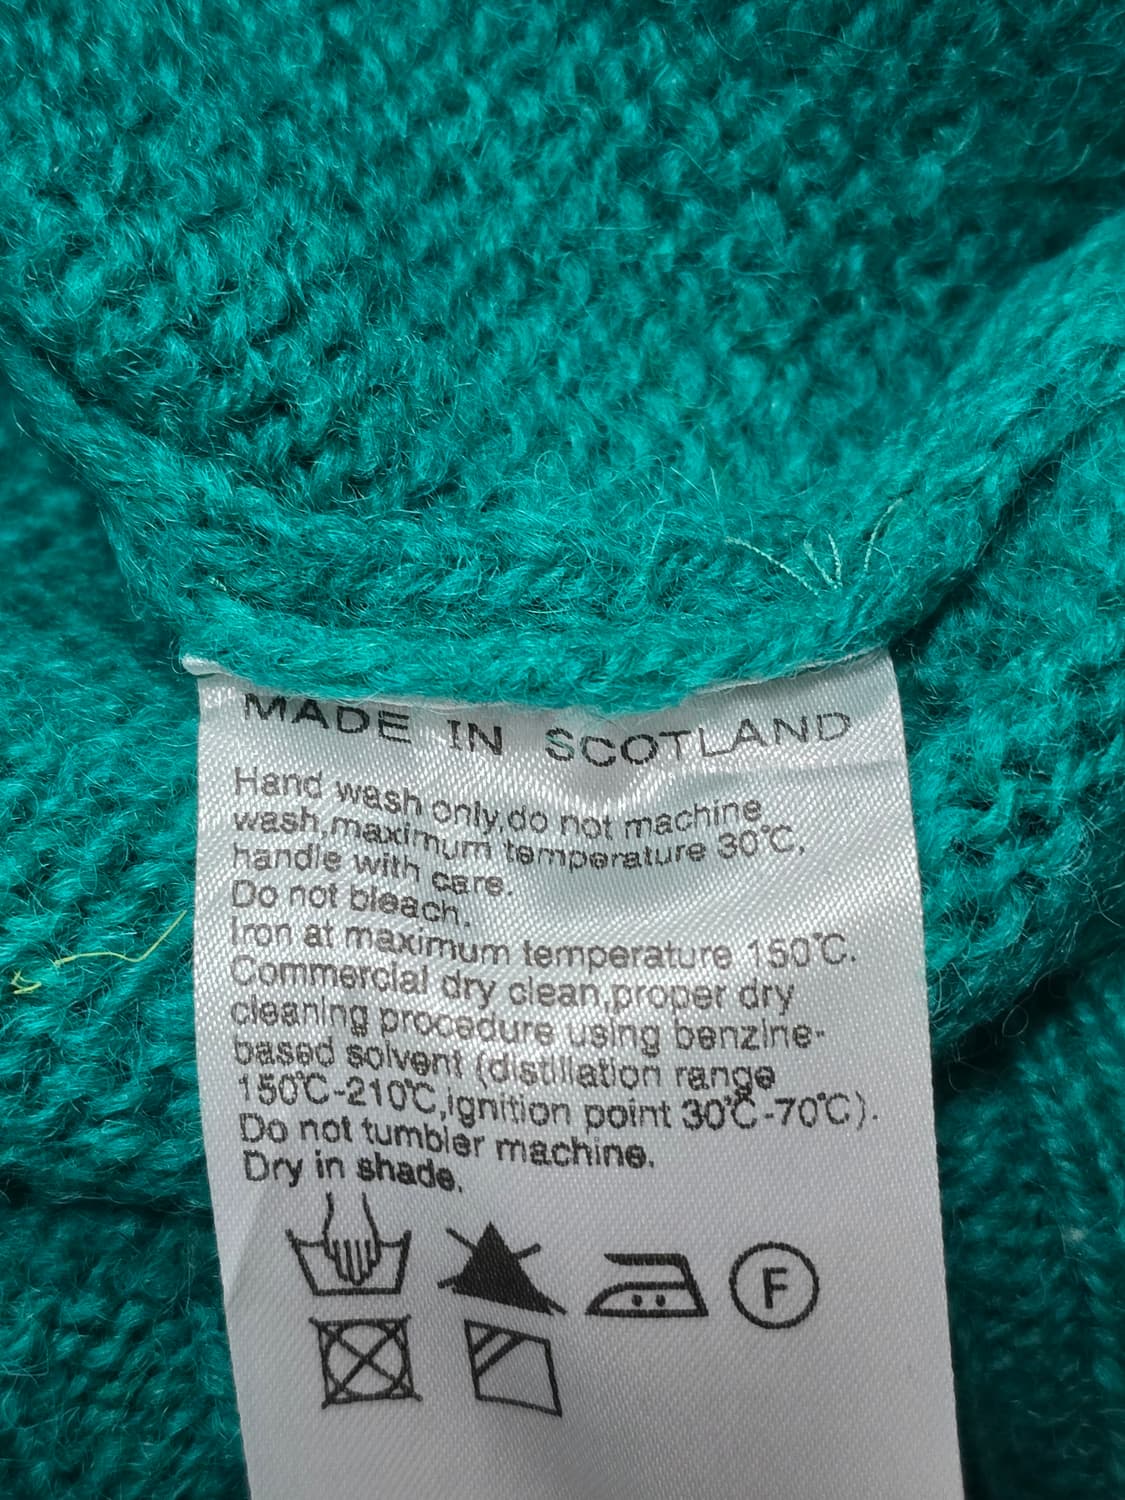 MADE IN SCOTLAND
Hand wash only,do not machine
wash,maximum temperature 30℃,
handle with care.
Do not bleach.
Iron at maximum temperature 150℃.
Commercial dry clean,proper dry
cleaning procedure using benzine-
based solvent (distillation range
150℃-210℃,ignition point 30℃-70℃).
Do not tumbler machine.
Dry in shade.
F